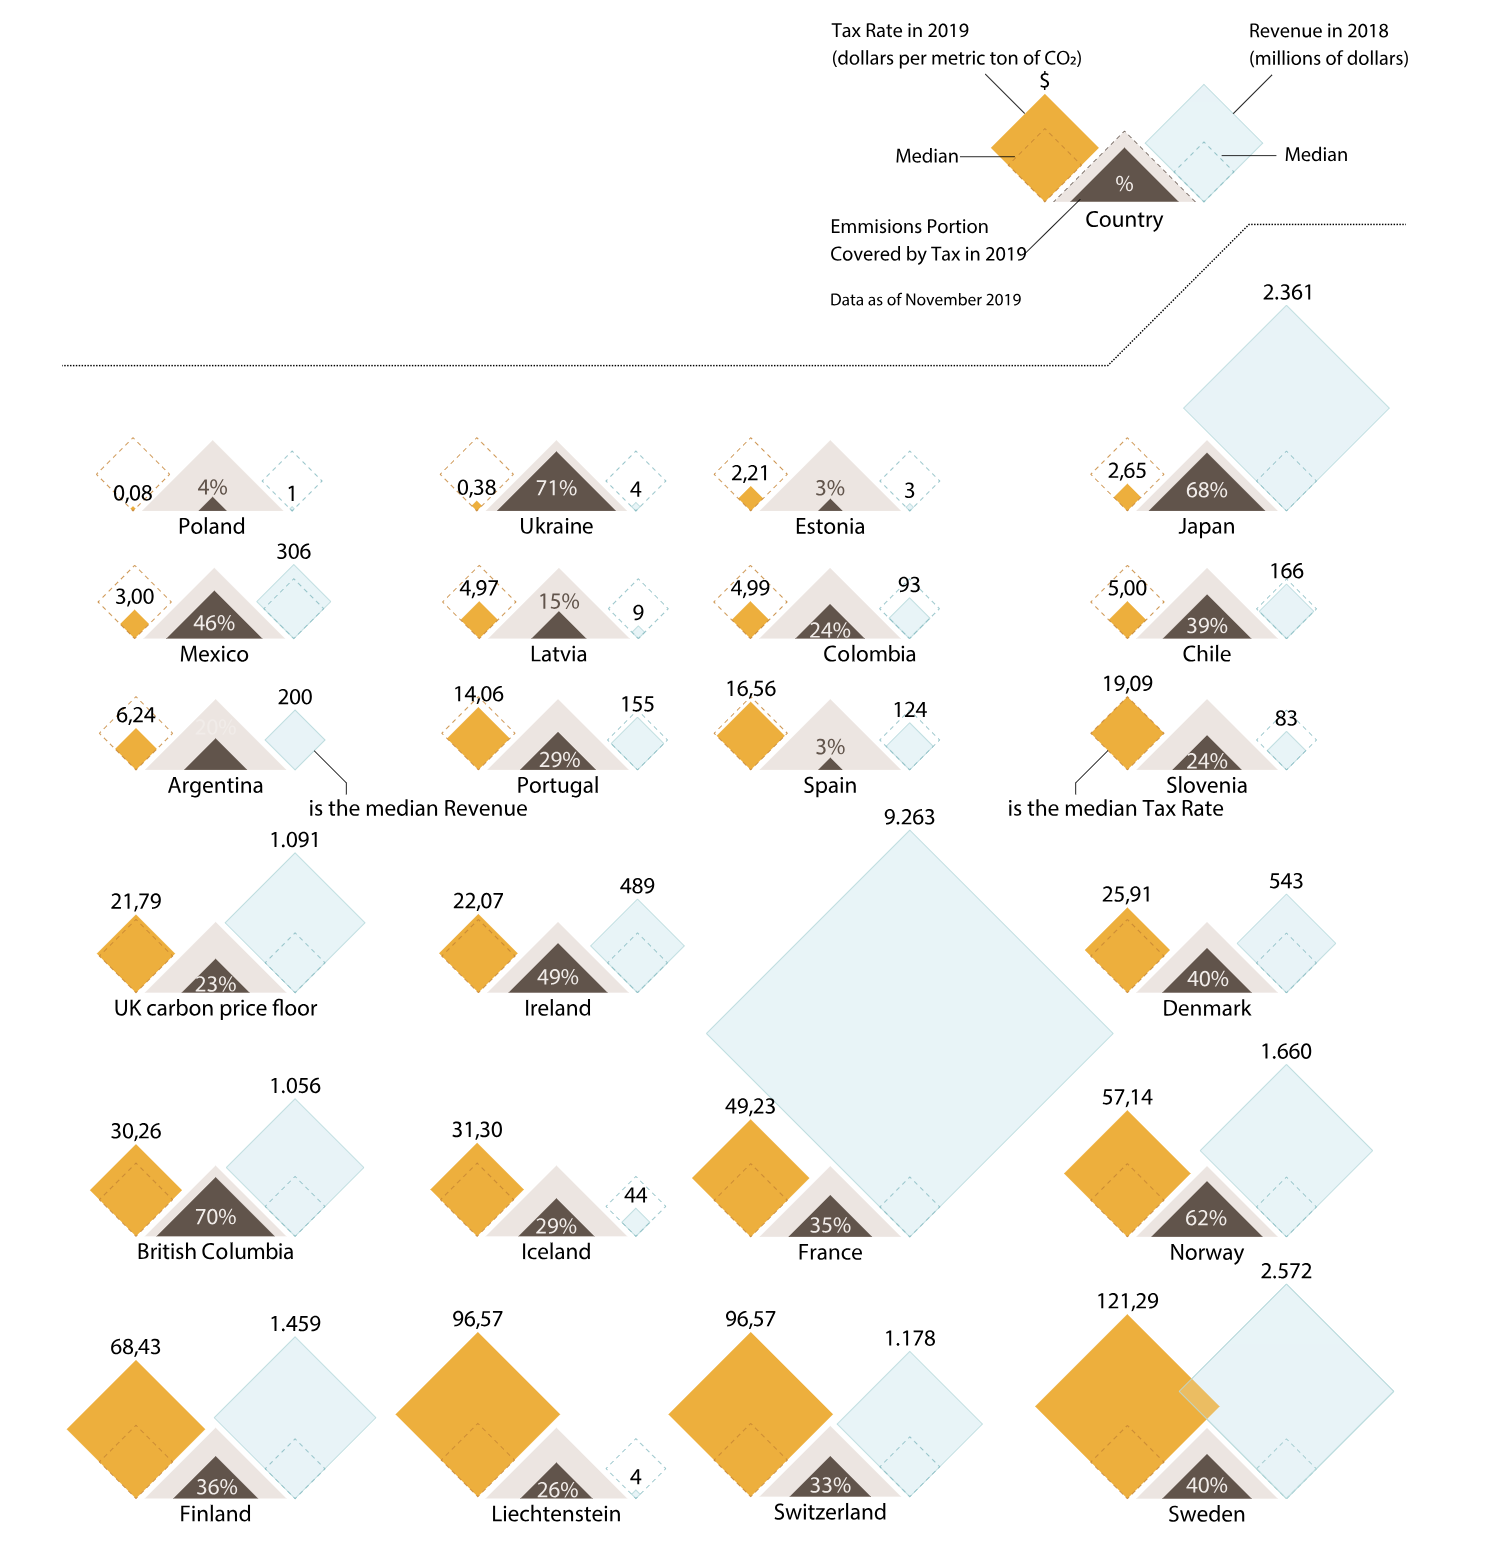 Tax Rate in 2019
(dollars per metric ton of CO₂)
$
Revenue in 2018
(millions of dollars)
Median
Median
%
Country
Emmisions Portion
Covered by Tax in 2019
Data as of November 2019
2.361
0,08
4%
1
Poland
0,38
71%
4
Ukraine
2,21
3%
3
Estonia
2,65
68%
Japan
306
3,00
46%
Mexico
4,97
15%
9
Latvia
4,99
24%
93
Colombia
5,00
39%
166
Chile
6,24
20%
200
Argentina
is the median Revenue
14,06
29%
155
Portugal
16,56
3%
124
Spain
19,09
24%
83
Slovenia
is the median Tax Rate
1.091
21,79
23%
UK carbon price floor
22,07
49%
489
Ireland
9.263
25,91
40%
543
Denmark
1.056
30,26
70%
British Columbia
31,30
29%
44
Iceland
49,23
35%
France
1.660
57,14
62%
Norway
68,43
36%
1.459
Finland
96,57
26%
4
Liechtenstein
96,57
33%
1.178
Switzerland
2.572
121,29
40%
Sweden